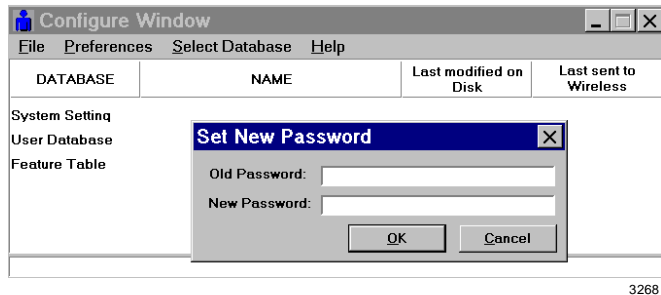 Configure Window
File Preferences Select Database Help
DATABASE NAME Last modified on Disk Last sent to Wireless
System Setting
User Database
Feature Table
Set New Password
Old Password:
New Password:
OK Cancel
3268